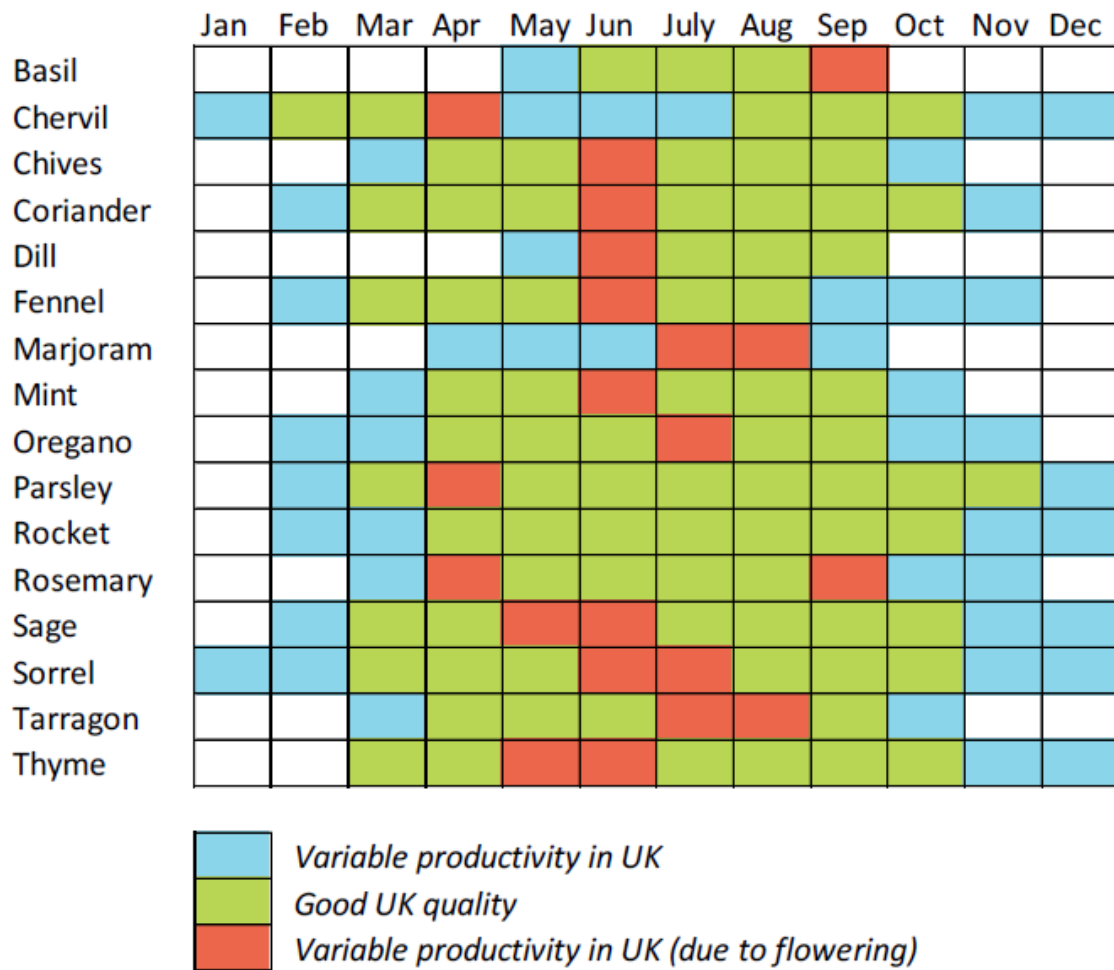 Jan Feb Mar Apr May Jun July Aug Sep Oct Nov Dec
Basil
Chervil
Chives
Coriander
Dill
Fennel
Marjoram
Mint
Oregano
Parsley
Rocket
Rosemary
Sage
Sorrel
Tarragon
Thyme
Variable productivity in UK
Good UK quality
Variable productivity in UK (due to flowering)